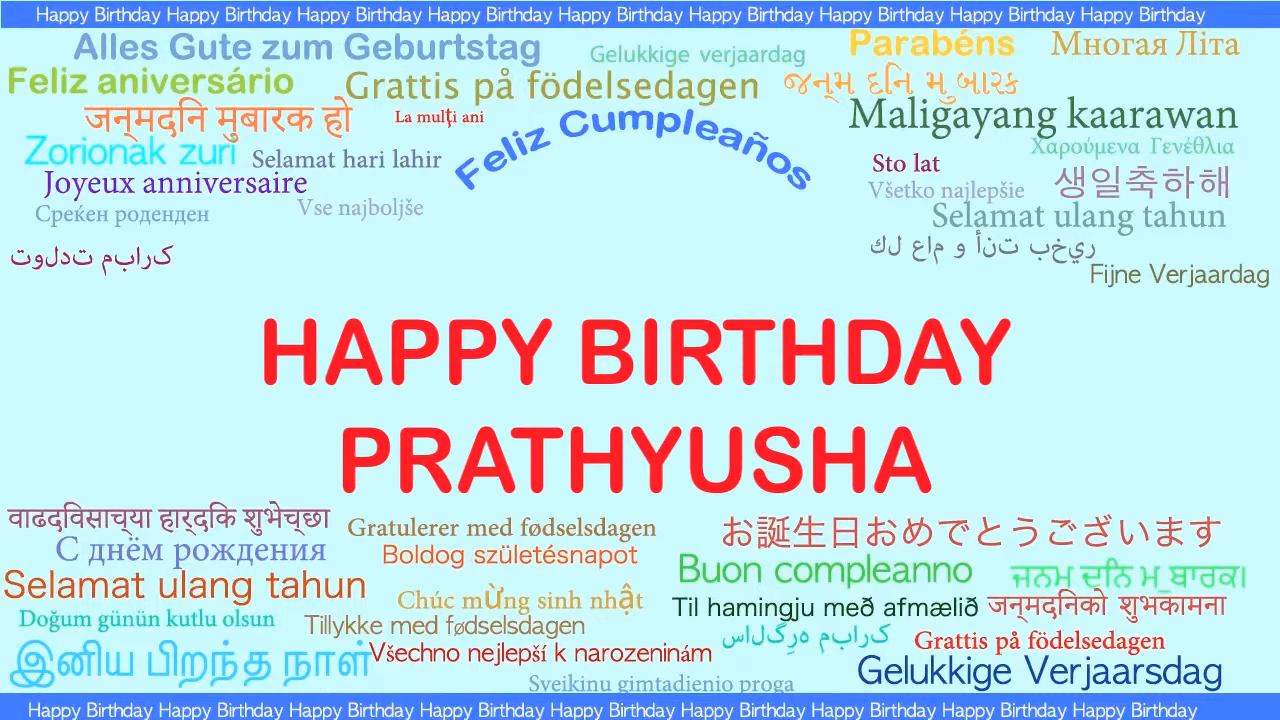 Happy Birthday Happy Birthday Happy Birthday Happy Birthday Happy Birthday Happy Birthday Happy Birthday Happy Birthday Happy Birthday
Alles Gute zum Geburtstag
Gelukkige verjaardag
Parabéns
Многая Літа
Feliz aniversário
Grattis på födelsedagen
જન્મ દનિ મુબારક
जन्मदनि मुबारक हो
La mulţi ani
Feliz Cumpleaños
Maligayang kaarawan
Zorionak zuri
Selamat hari lahir
Sto lat
Χαρούμενα Γενέθλια
Joyeux anniversaire
Všetko najlepšie
생일축하해
Среќен роденден
Vse najboljše
Selamat ulang tahun
تولدت مبارک
كل عام و أنت بخير
Fijne Verjaardag
HAPPY BIRTHDAY
PRATHYUSHA
वाढदविसाच्या हार्दकि शुभेच्छा
Gratulerer med fødselsdagen
お誕生日おめでとうございます
С днём рождения
Boldog születésnapot
Buon compleanno
ਜਨਮ ਦਨਿ ਮੁਬਾਰਕ।
Selamat ulang tahun
Chúc mừng sinh nhật
Til hamingju með afmælið
जन्मदनिको शुभकामना
Doğum günün kutlu olsun
Tillykke med fødselsdagen
سالگرہ مبارک
Grattis på födelsedagen
இனிய பிறந்த நாள்
Všechno nejlepší k narozeninám
Gelukkige Verjaarsdag
Sveikinu gimtadienio proga
Happy Birthday Happy Birthday Happy Birthday Happy Birthday Happy Birthday Happy Birthday Happy Birthday Happy Birthday Happy Birthday